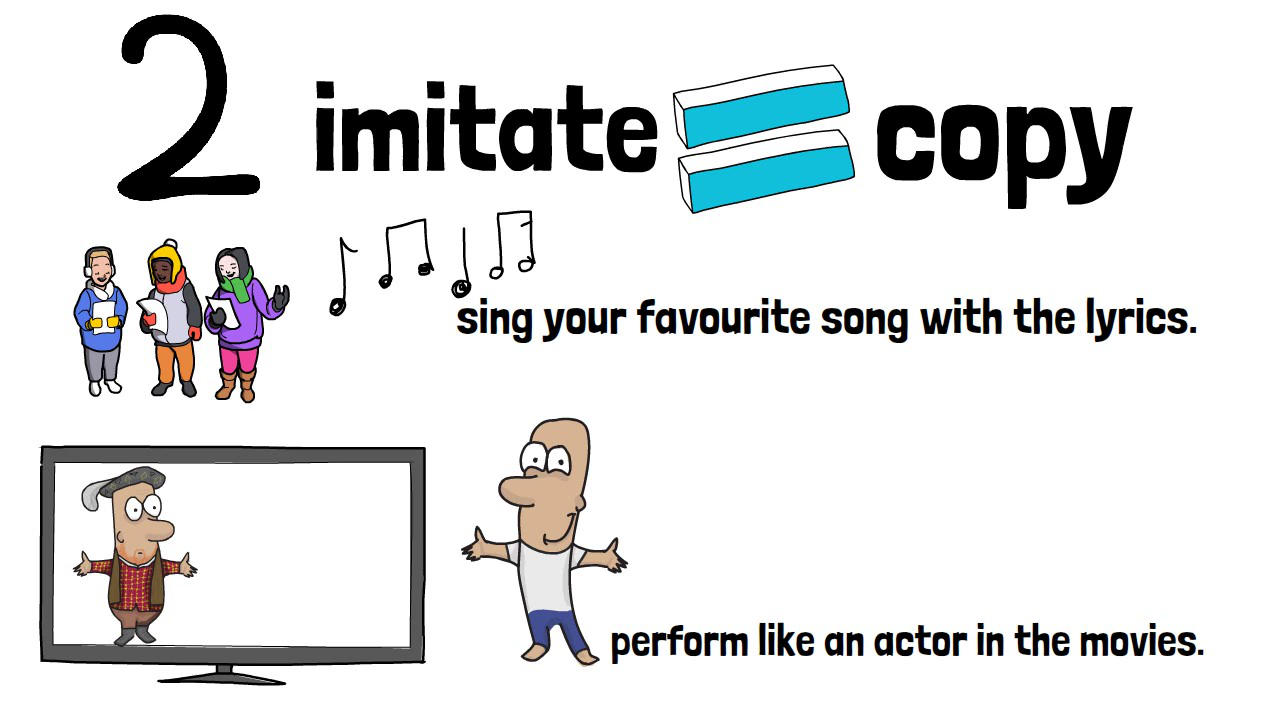 2 imitate = copy
sing your favourite song with the lyrics.
perform like an actor in the movies.